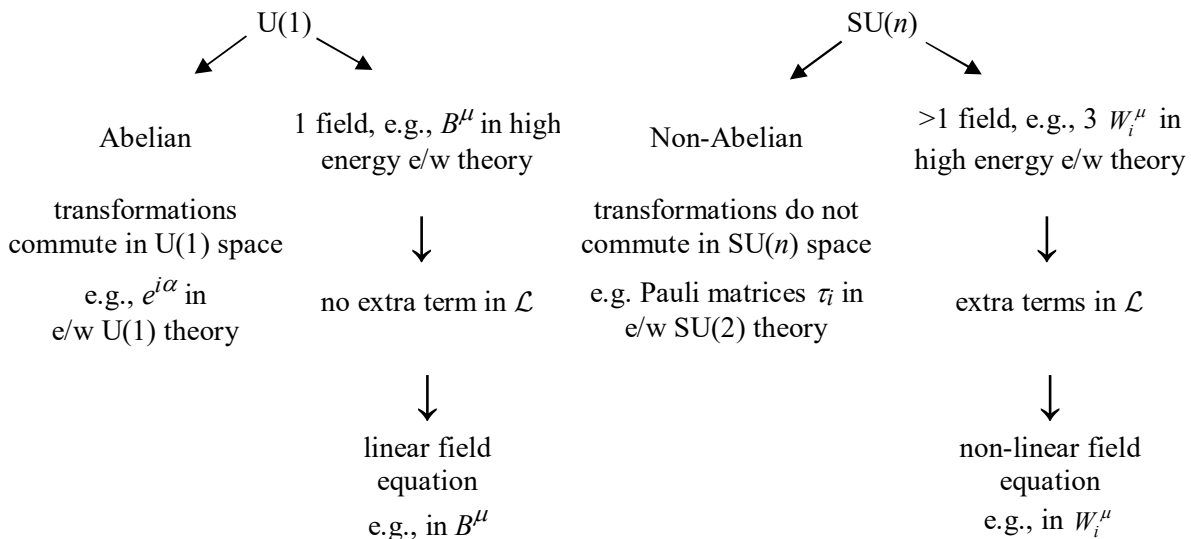 U(1)
Abelian
transformations
commute in U(1) space
e.g., e^{iα} in
e/w U(1) theory
1 field, e.g., B^μ in high
energy e/w theory
↓
no extra term in ℒ
↓
linear field
equation
e.g., in B^μ
SU(n)
Non-Abelian
transformations do not
commute in SU(n) space
e.g. Pauli matrices τ_i in
e/w SU(2) theory
>1 field, e.g., 3 W_i^μ in
high energy e/w theory
↓
extra terms in ℒ
↓
non-linear field
equation
e.g., in W_i^μ